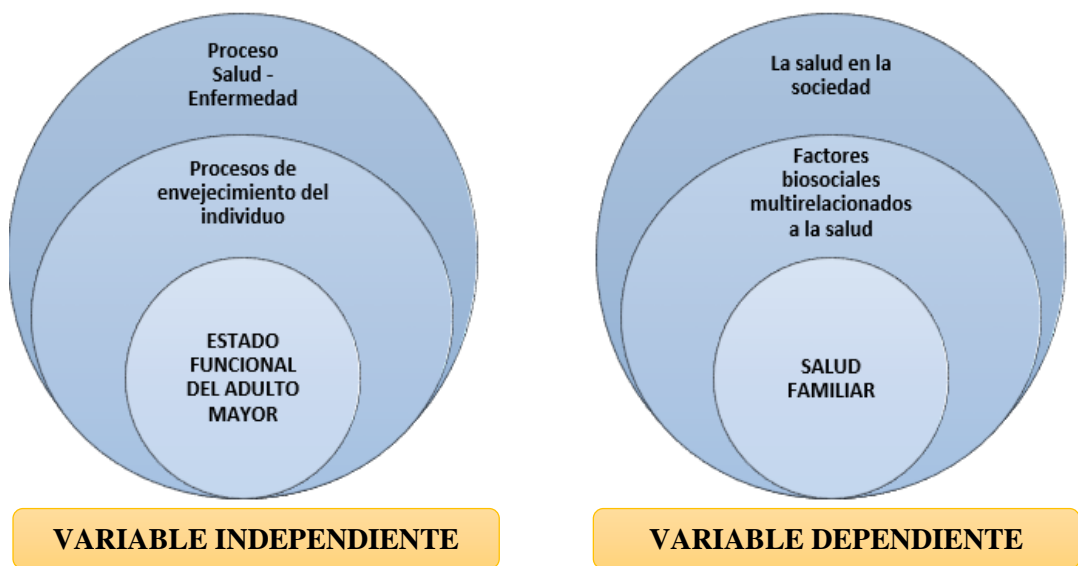 Proceso
Salud -
Enfermedad
Procesos de
envejecimiento del
individuo
ESTADO
FUNCIONAL
DEL ADULTO
MAYOR
VARIABLE INDEPENDIENTE
La salud en la
sociedad
Factores
biosociales
multirelacionados
a la salud
SALUD
FAMILIAR
VARIABLE DEPENDIENTE